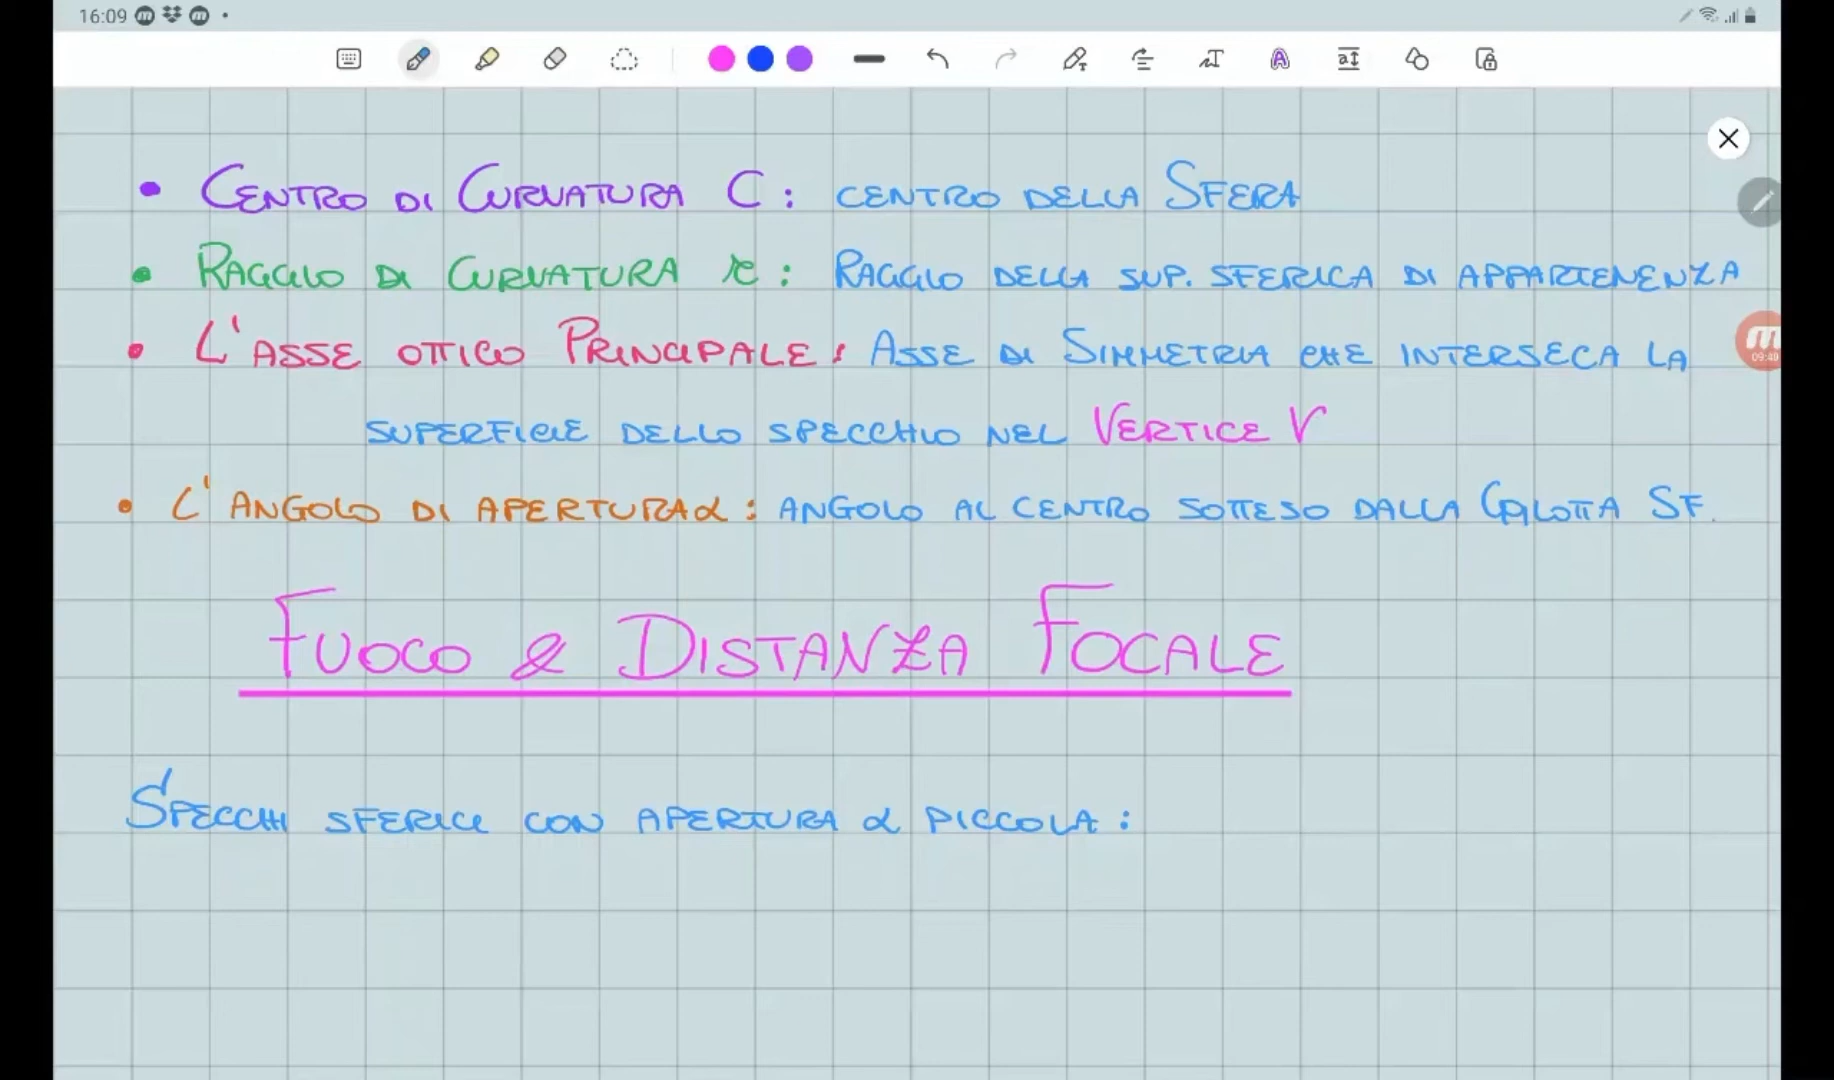 16:09
• CENTRO DI CURVATURA C: CENTRO DELLA SFERA
• RAGGIO DI CURVATURA r: RAGGIO DELLA SUP. SFERICA DI APPARTENENZA
• L'ASSE OTTICO PRINCIPALE: ASSE DI SIMMETRIA CHE INTERSECA LA
09:49
SUPERFICIE DELLO SPECCHIO NEL VERTICE V
• L'ANGOLO DI APERTURA α: ANGOLO AL CENTRO SOTTESO DALLA CALOTTA SF.
FUOCO & DISTANZA FOCALE
SPECCHI SFERICI CON APERTURA α PICCOLA: